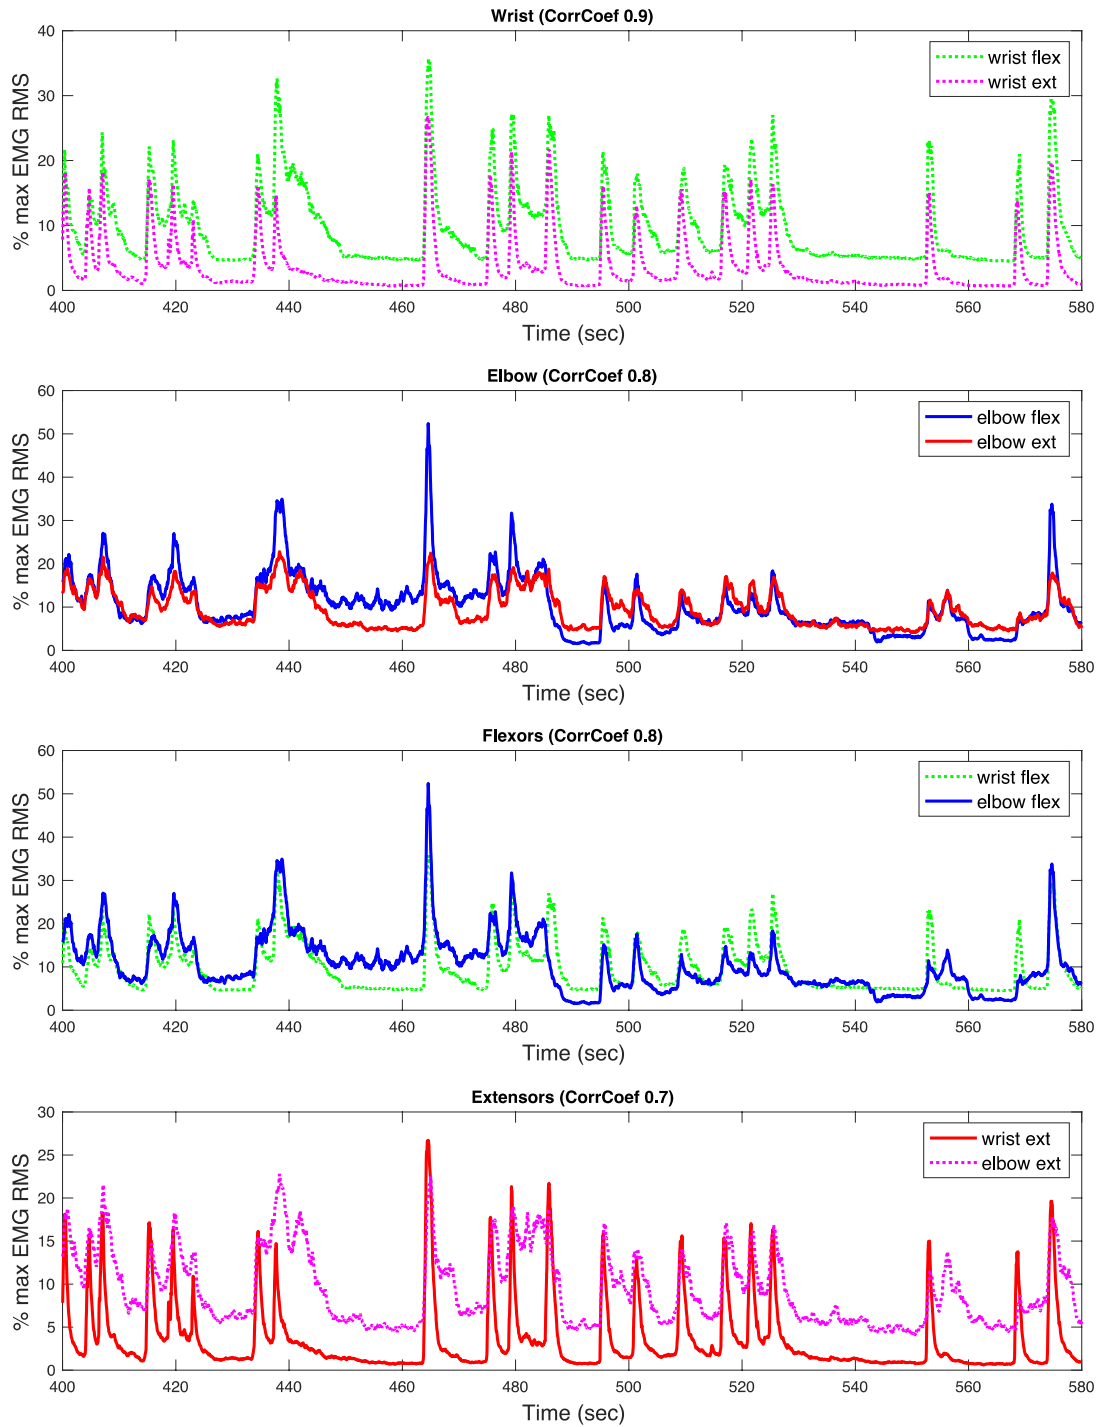 Wrist (CorrCoef 0.9)
40
30
20
10
0
% max EMG RMS
wrist flex
wrist ext
400 420 440 460 480 500 520 540 560 580
Time (sec)
Elbow (CorrCoef 0.8)
60
50
40
30
20
10
0
% max EMG RMS
elbow flex
elbow ext
400 420 440 460 480 500 520 540 560 580
Time (sec)
Flexors (CorrCoef 0.8)
60
50
40
30
20
10
0
% max EMG RMS
wrist flex
elbow flex
400 420 440 460 480 500 520 540 560 580
Time (sec)
Extensors (CorrCoef 0.7)
30
25
20
15
10
5
0
% max EMG RMS
wrist ext
elbow ext
400 420 440 460 480 500 520 540 560 580
Time (sec)